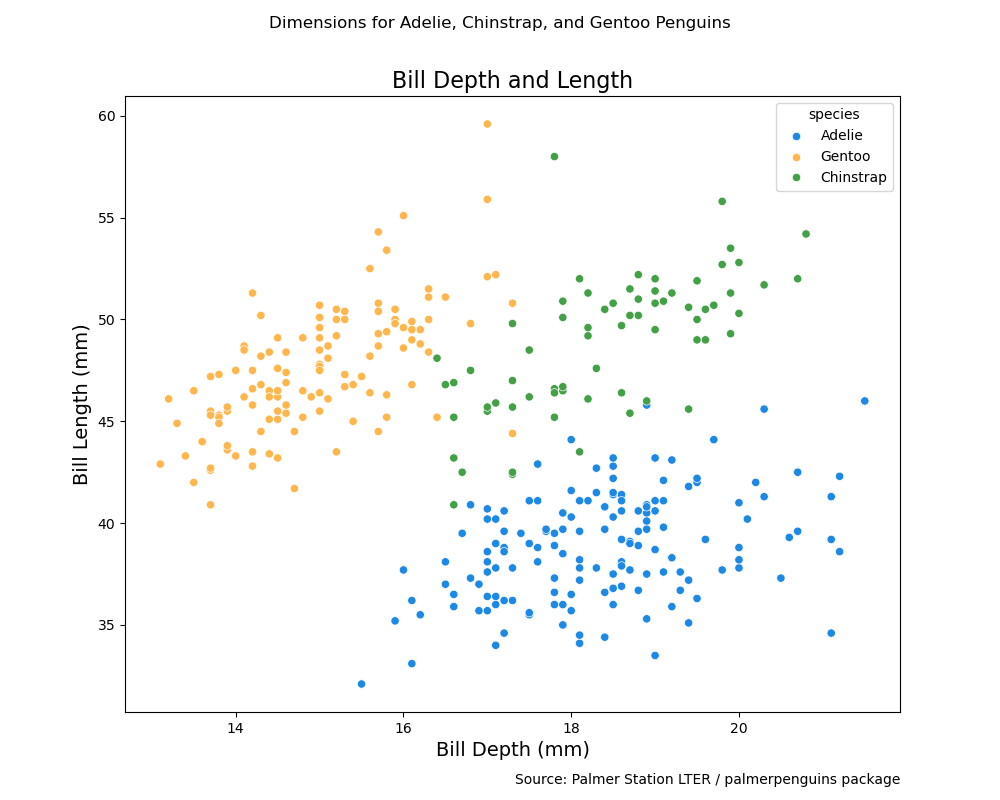 Dimensions for Adelie, Chinstrap, and Gentoo Penguins
Bill Depth and Length
species
Adelie
Gentoo
Chinstrap
Bill Length (mm)
60
55
50
45
40
35
14 16 18 20
Bill Depth (mm)
Source: Palmer Station LTER / palmerpenguins package